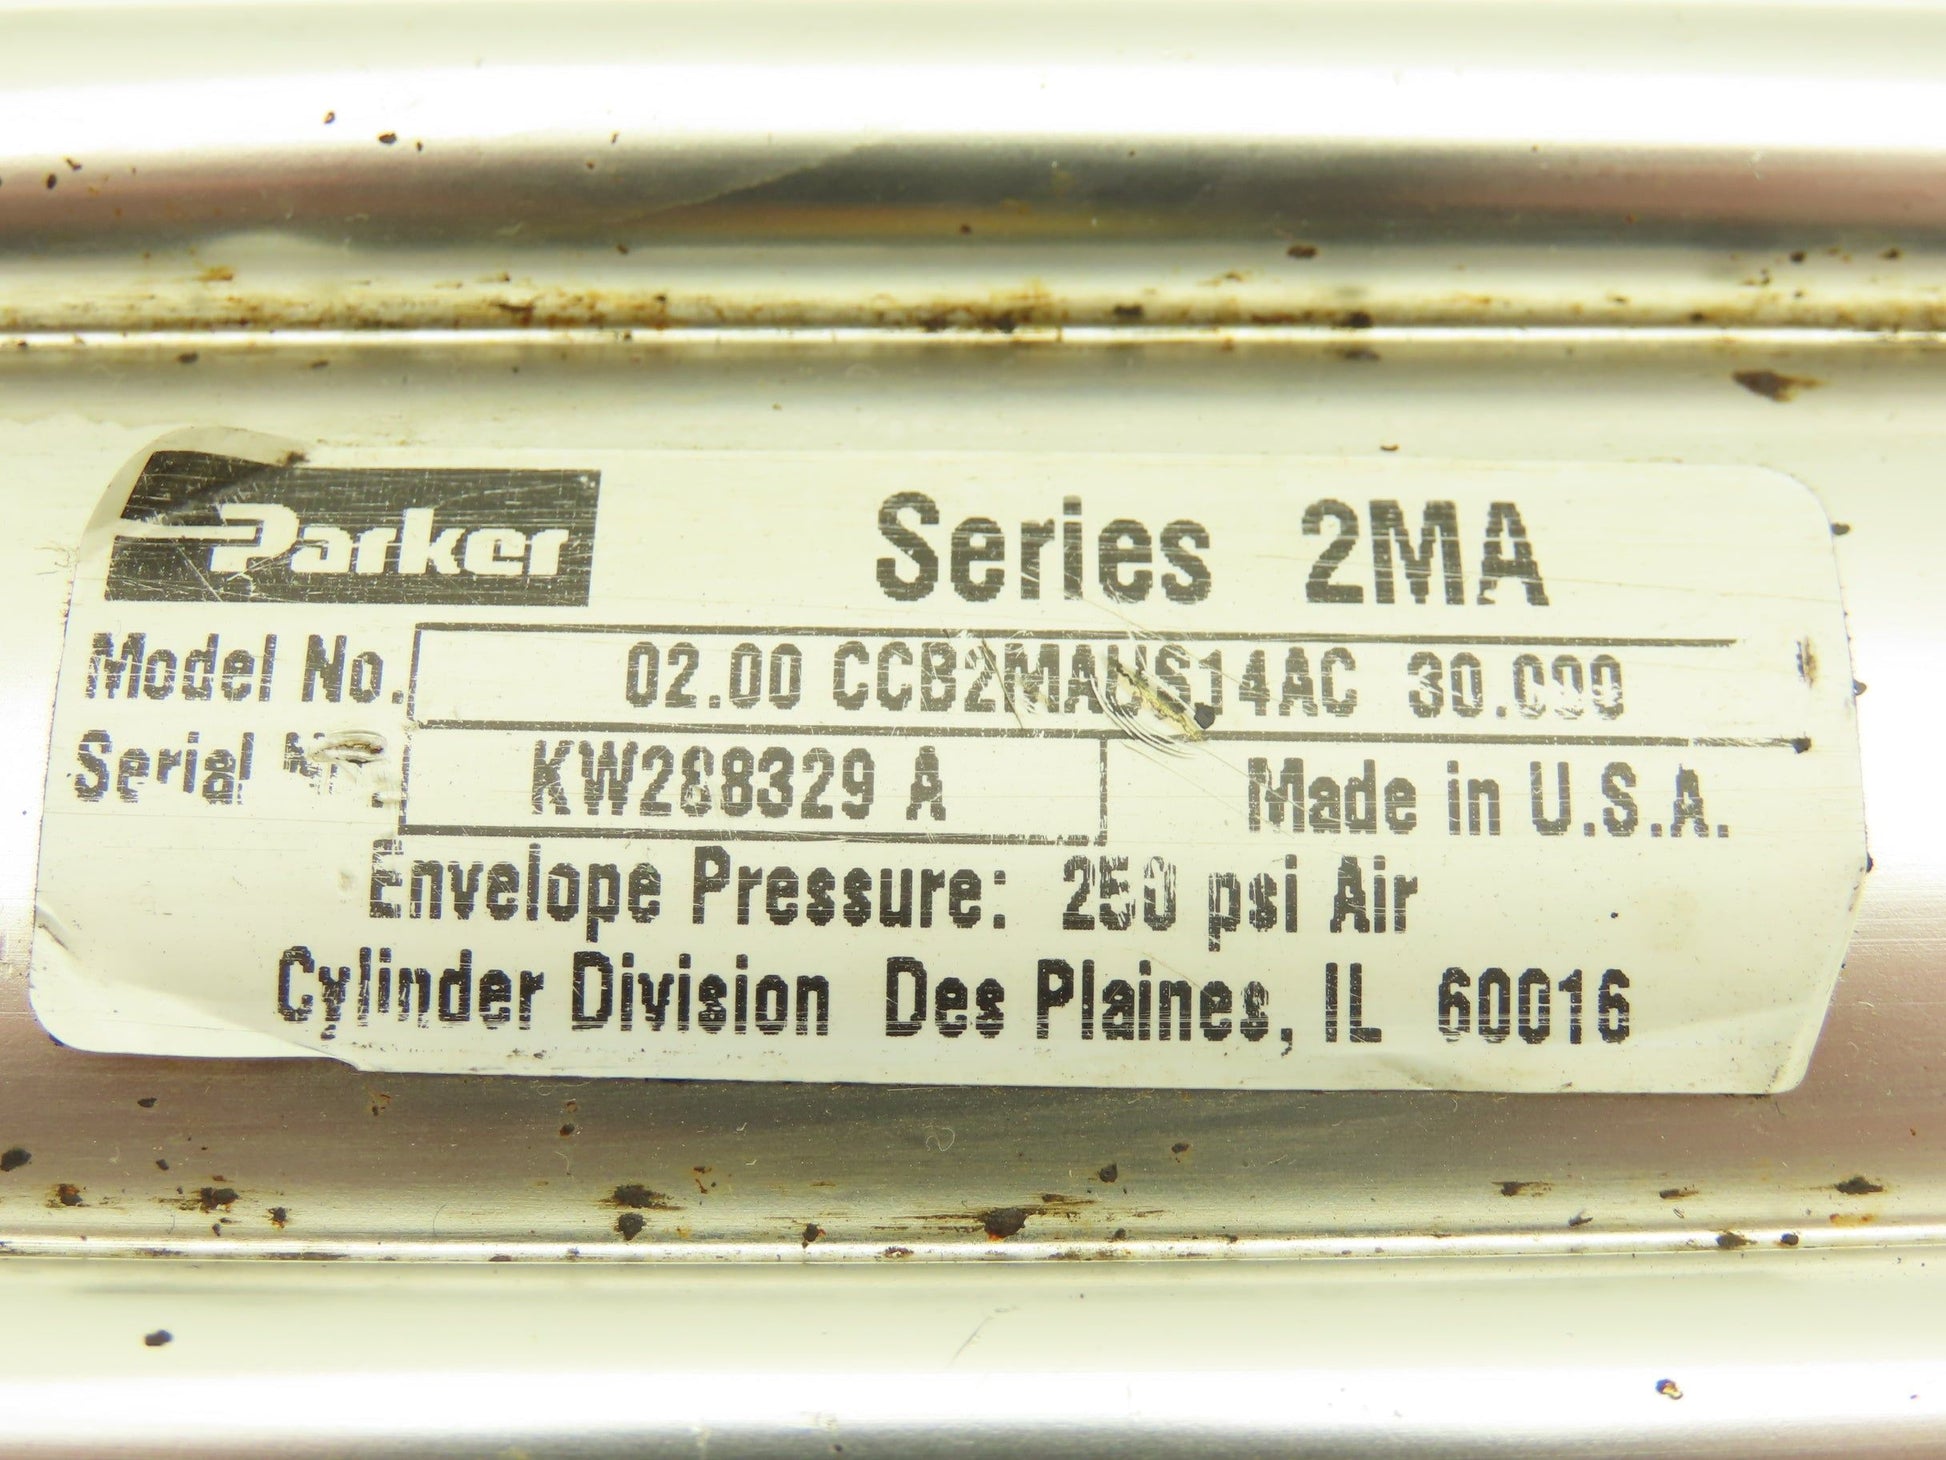 Parker Series 2MA
Model No. 02.00 CCB2MAUS14AC 30.000
Serial No. KW288329 A Made in U.S.A.
Envelope Pressure: 250 psi Air
Cylinder Division Des Plaines, IL 60016